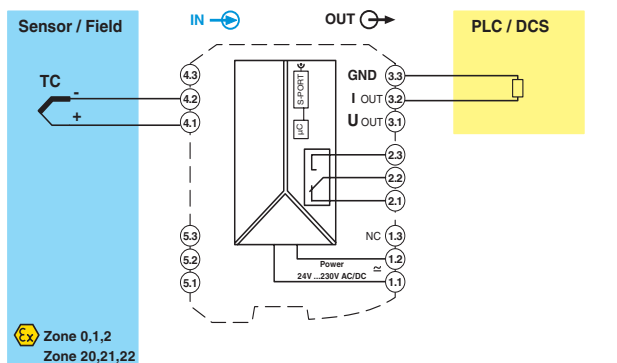 Sensor / Field
IN
OUT
PLC / DCS
TC
-
+
4.3
4.2
4.1
S-PORT
µC
GND 3.3
I OUT 3.2
U OUT 3.1
2.3
2.2
2.1
5.3
5.2
5.1
NC 1.3
Power 1.2
24V ...230V AC/DC ≂ 1.1
Ex Zone 0,1,2
Zone 20,21,22